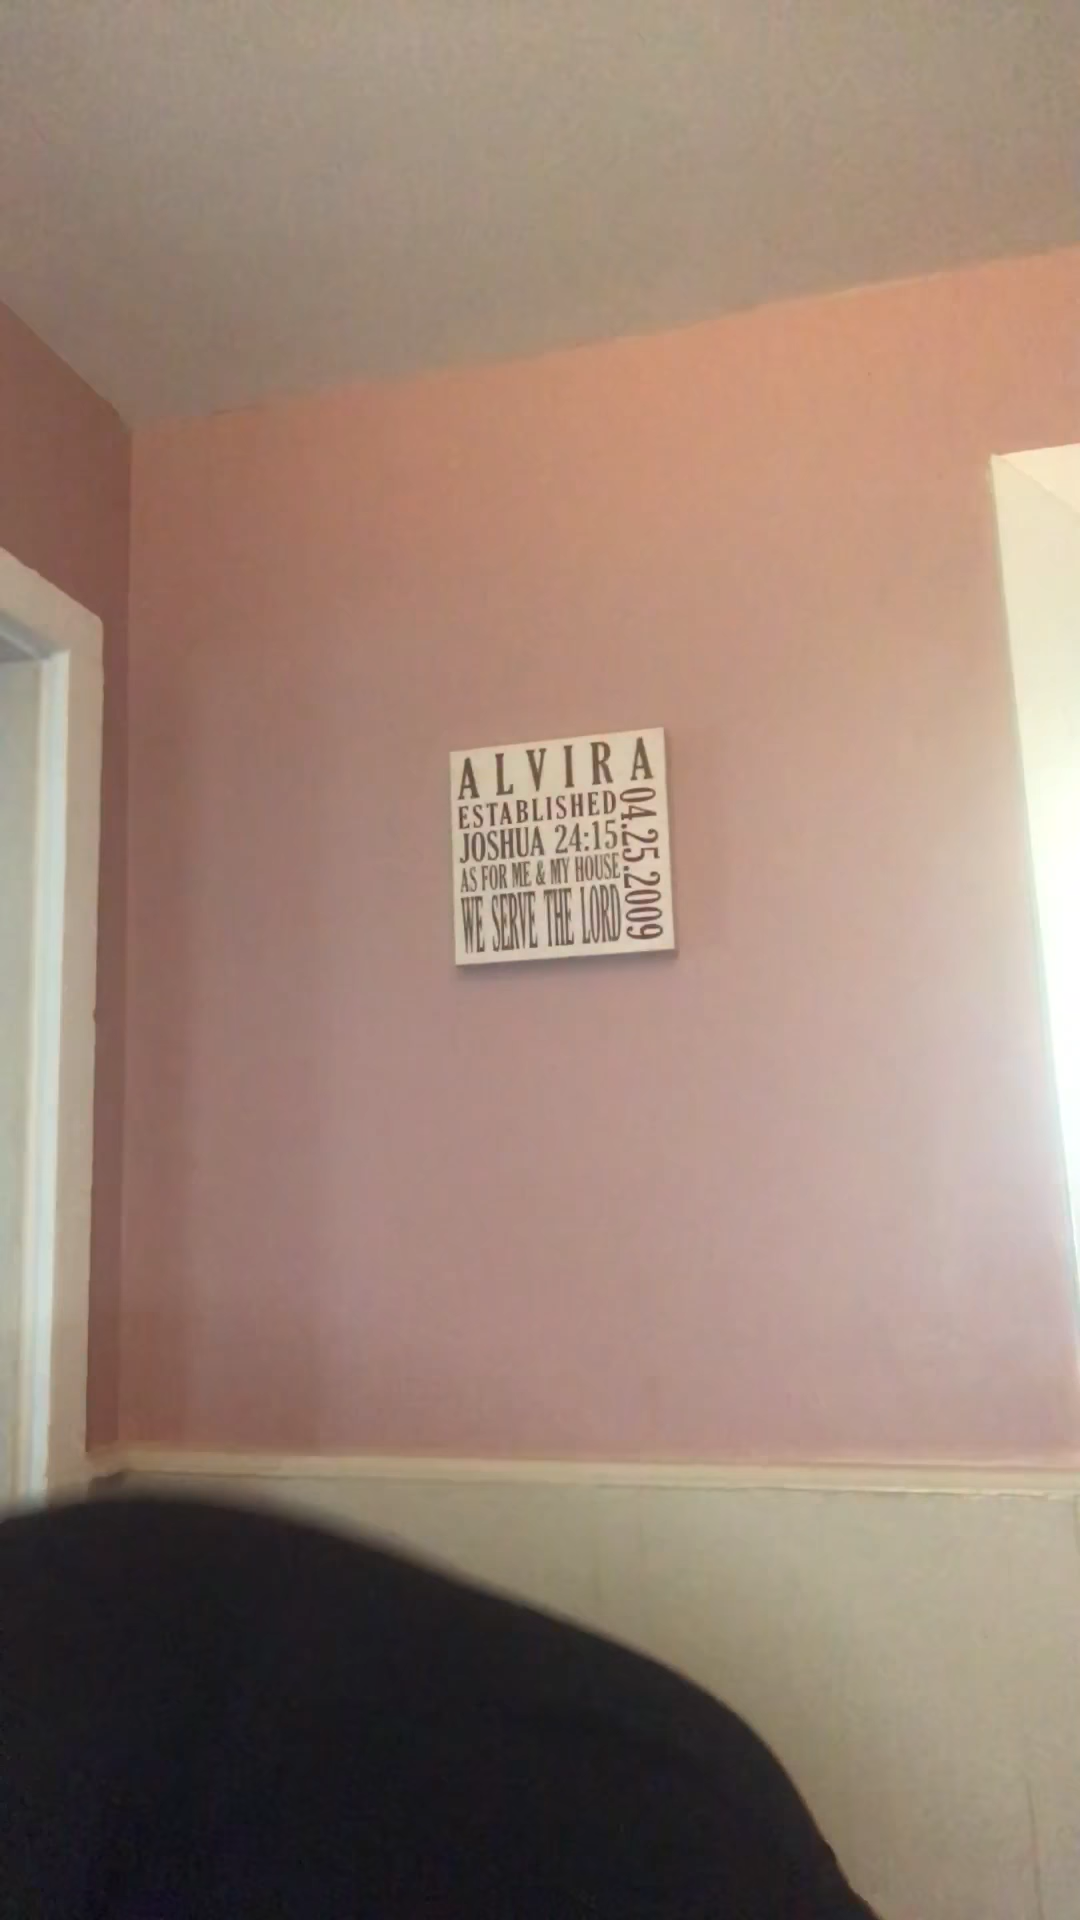 ALVIRA
ESTABLISHED
JOSHUA 24:15
AS FOR ME & MY HOUSE
WE SERVE THE LORD
04.25.2009